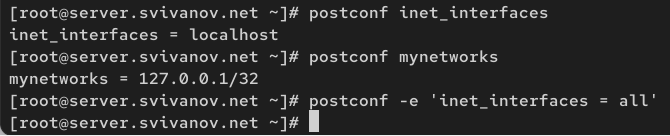 [root@server.svivanov.net ~]# postconf inet_interfaces
inet_interfaces = localhost
[root@server.svivanov.net ~]# postconf mynetworks
mynetworks = 127.0.0.1/32
[root@server.svivanov.net ~]# postconf -e 'inet_interfaces = all'
[root@server.svivanov.net ~]#